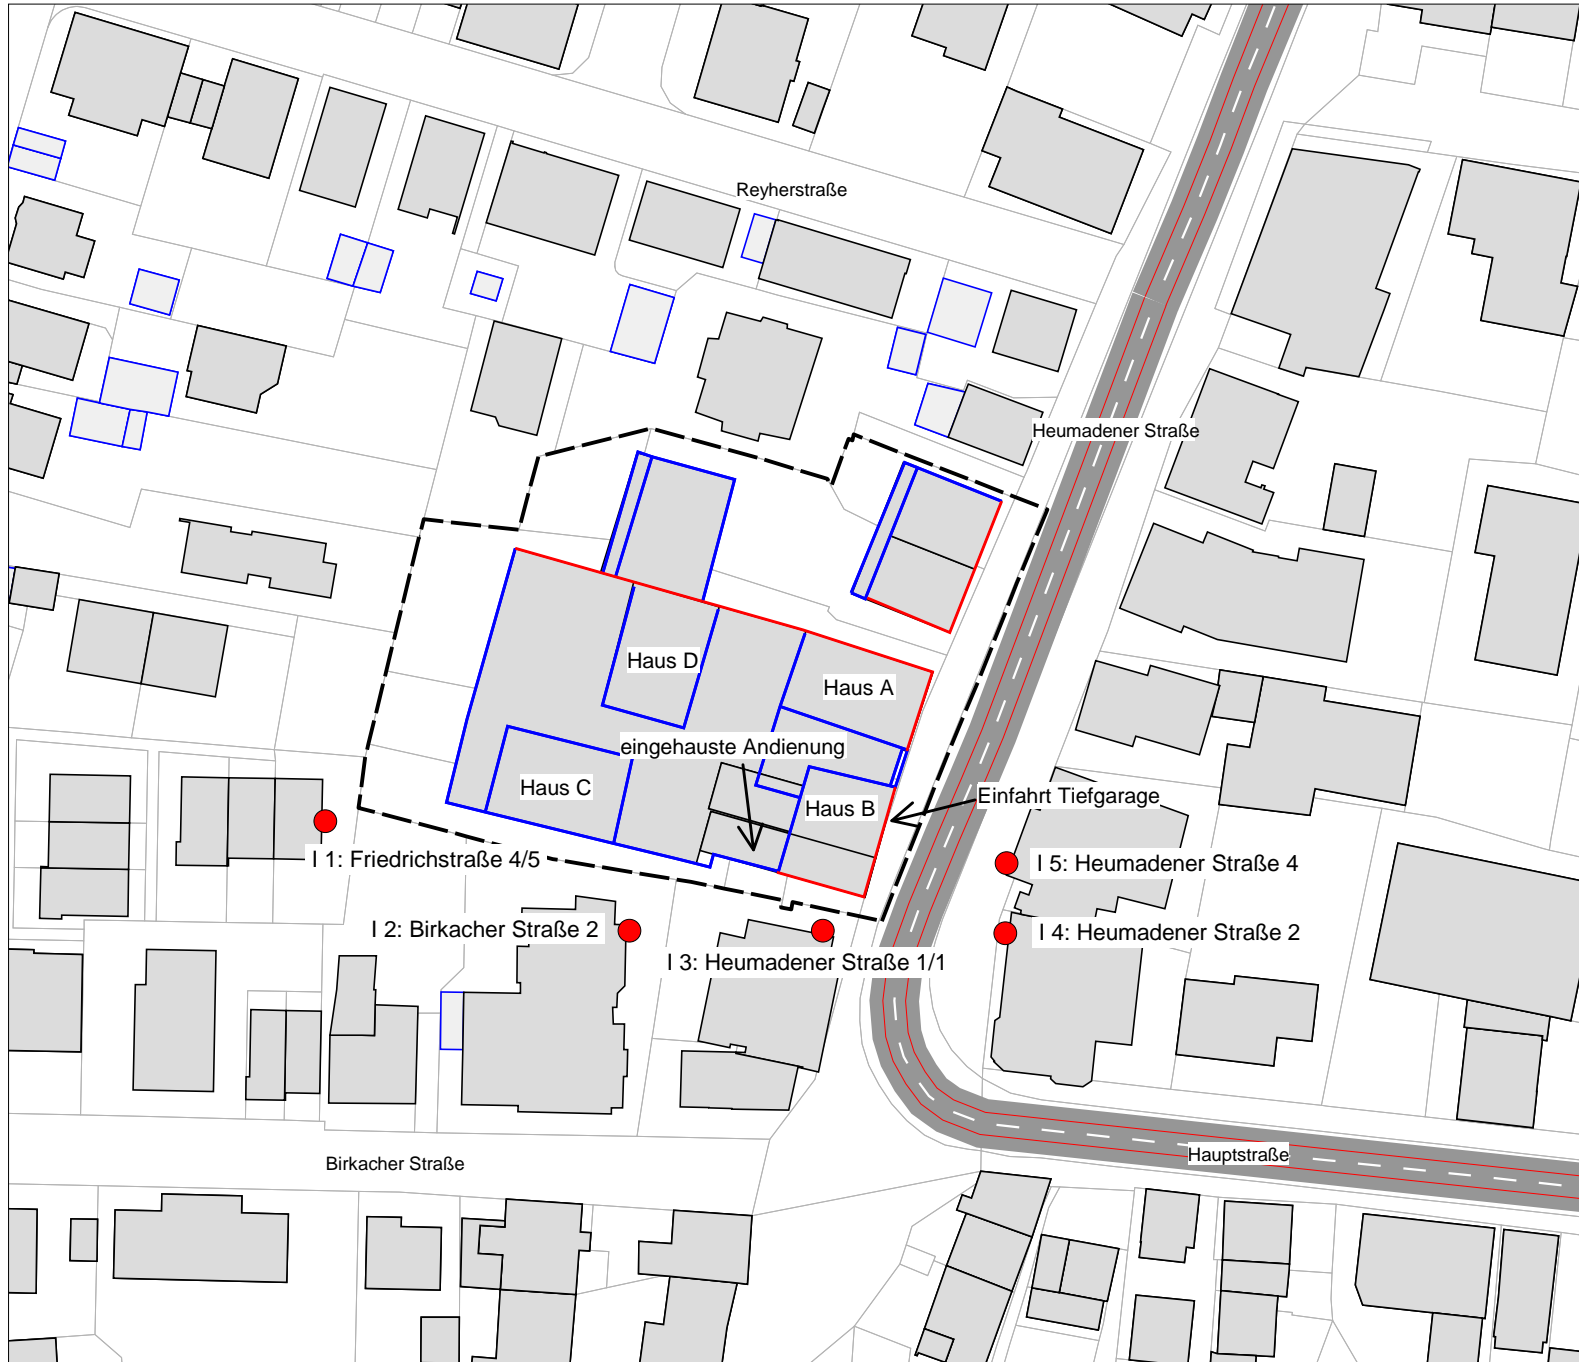 Reyherstraße
Heumadener Straße
Haus D
Haus A
eingehauste Andienung
Haus C
Haus B
Einfahrt Tiefgarage
I 1: Friedrichstraße 4/5
I 5: Heumadener Straße 4
I 2: Birkacher Straße 2
I 4: Heumadener Straße 2
I 3: Heumadener Straße 1/1
Birkacher Straße
Hauptstraße